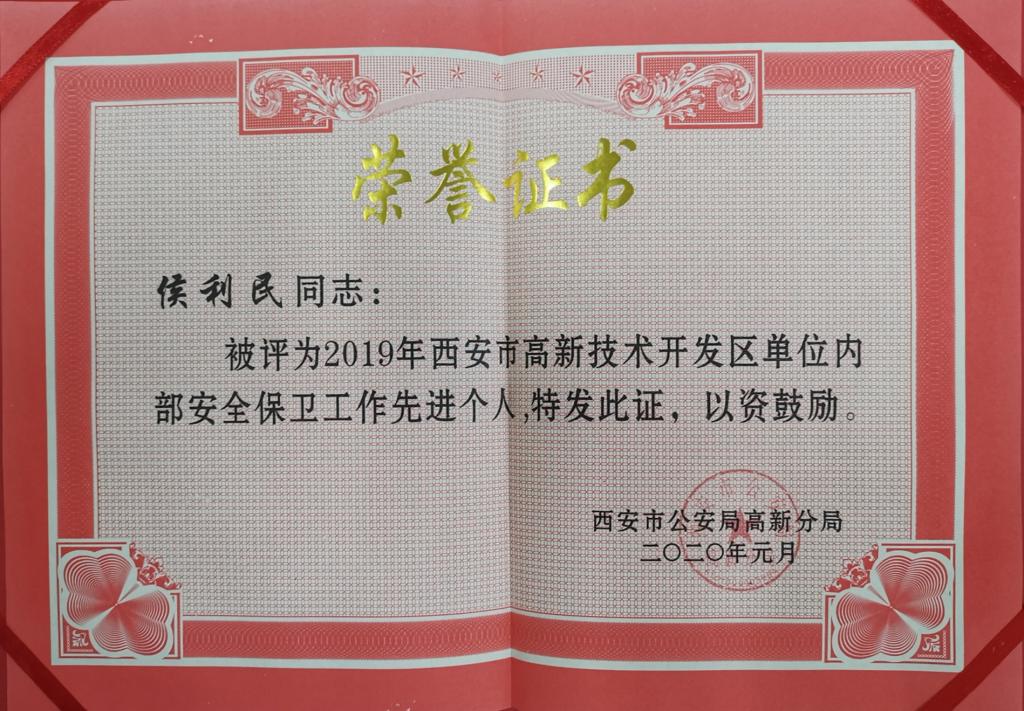 荣誉证书
侯利民同志：
被评为2019年西安市高新技术开发区单位内
部安全保卫工作先进个人,特发此证，以资鼓励。
西安市公安局高新分局
二〇二〇年元月